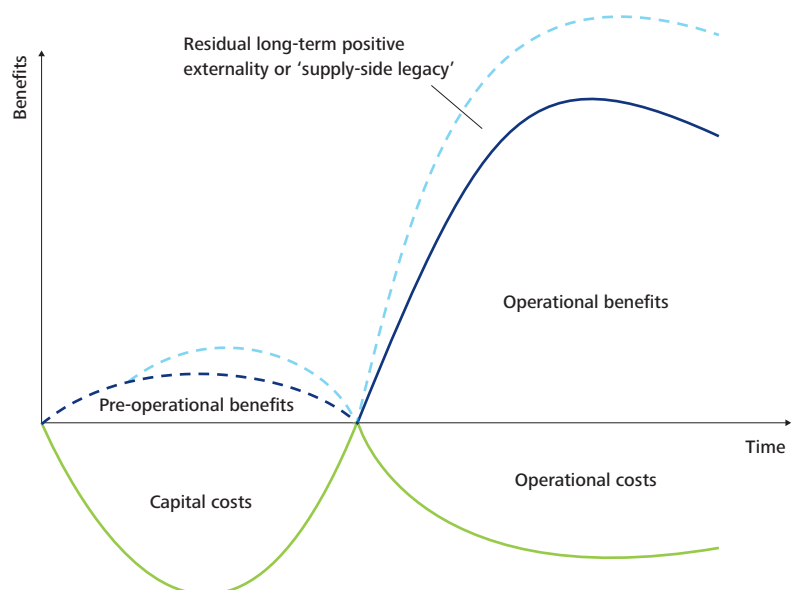 Residual long-term positive
externality or ‘supply-side legacy’
Benefits
Operational benefits
Pre-operational benefits
Time
Operational costs
Capital costs